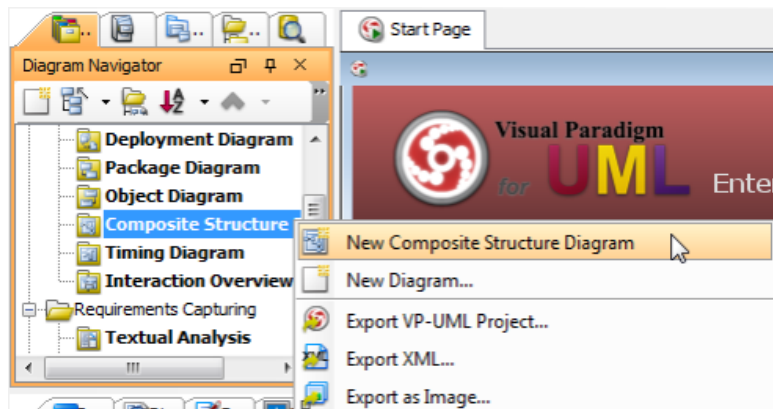 Start Page
Diagram Navigator
Deployment Diagram
Package Diagram
Object Diagram
Composite Structure
Timing Diagram
Interaction Overview
Requirements Capturing
Textual Analysis
Visual Paradigm
for UML Enter
New Composite Structure Diagram
New Diagram...
Export VP-UML Project...
Export XML...
Export as Image...